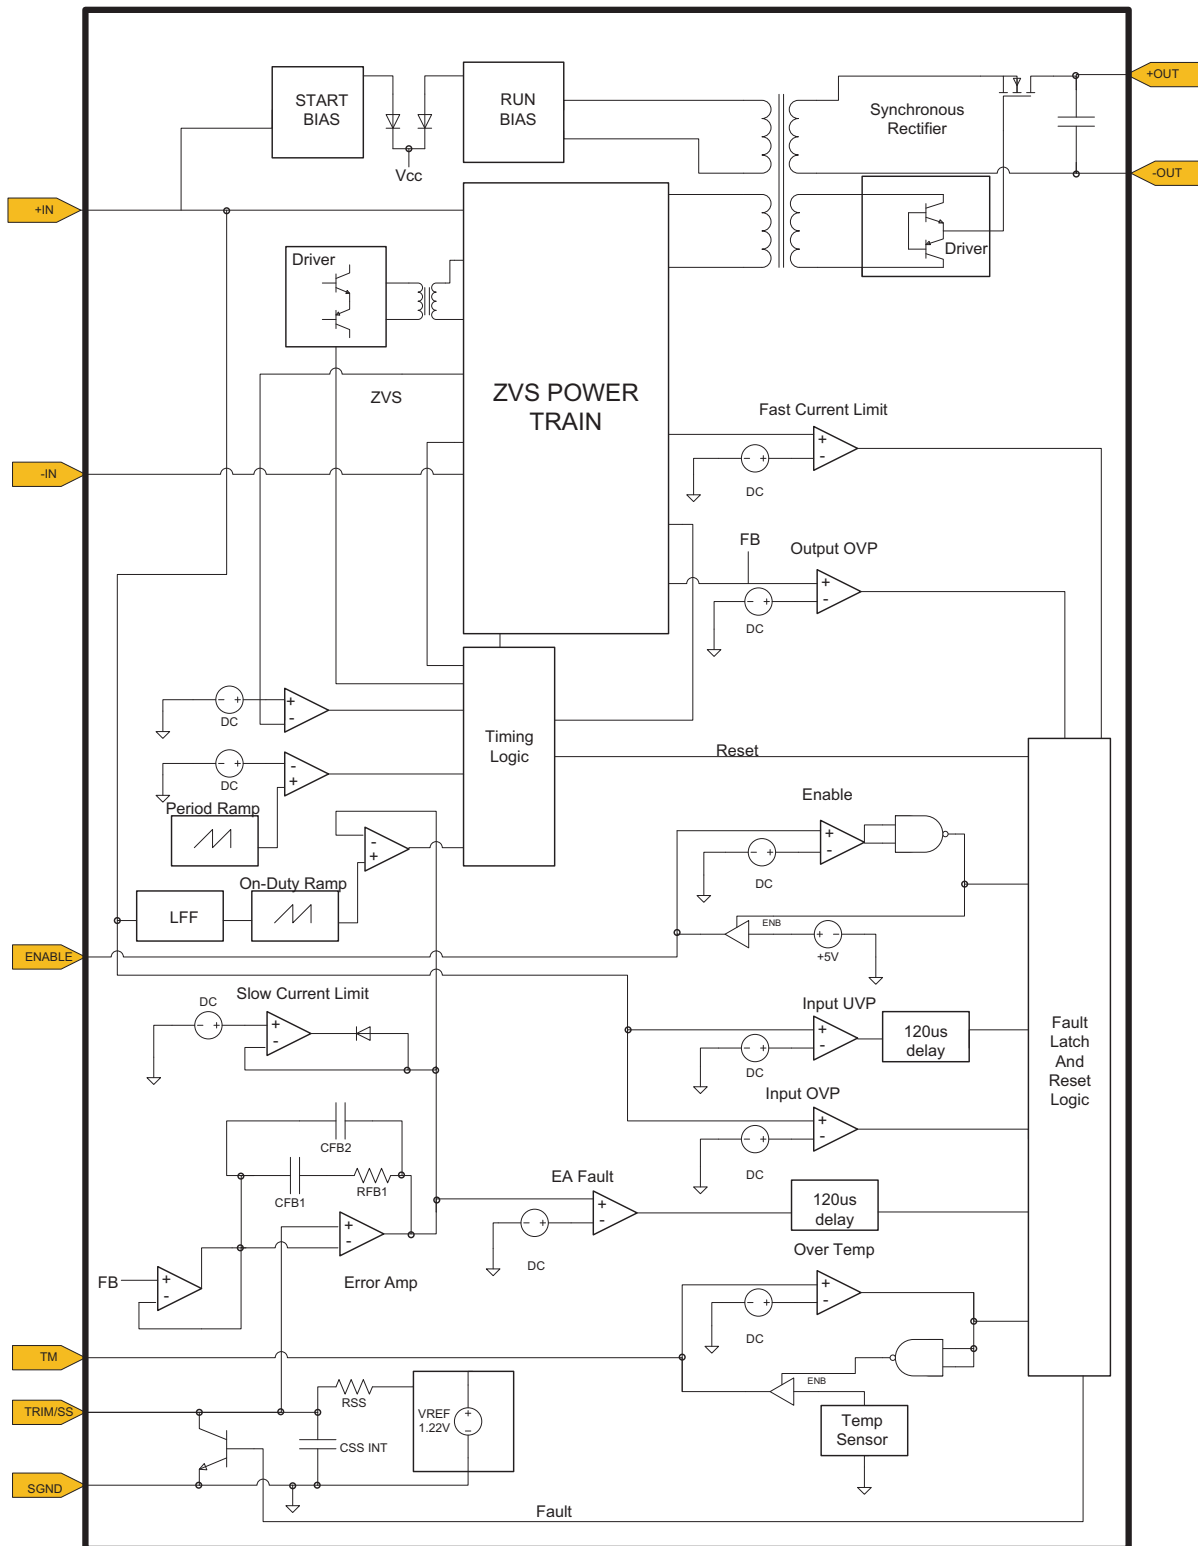 START
BIAS
RUN
BIAS
Vcc
Synchronous
Rectifier
+OUT
-OUT
+IN
Driver
Driver
ZVS
ZVS POWER
TRAIN
Fast Current Limit
+
-
- +
DC
-IN
FB
Output OVP
+
-
- +
DC
- +
DC
+
-
- +
DC
-
+
Timing
Logic
Reset
Period Ramp
-
+
On-Duty Ramp
LFF
Enable
+
-
- +
DC
ENB
+ -
+5V
ENABLE
Slow Current Limit
DC
- +
+
-
Input UVP
+
-
- +
DC
120us
delay
Input OVP
+
-
- +
DC
Fault
Latch
And
Reset
Logic
CFB2
CFB1
RFB1
EA Fault
+
-
- +
DC
120us
delay
+
-
Error Amp
FB
+
-
Over Temp
+
-
- +
DC
ENB
Temp
Sensor
TM
TRIM/SS
RSS
VREF
1.22V
+
-
CSS INT
SGND
Fault